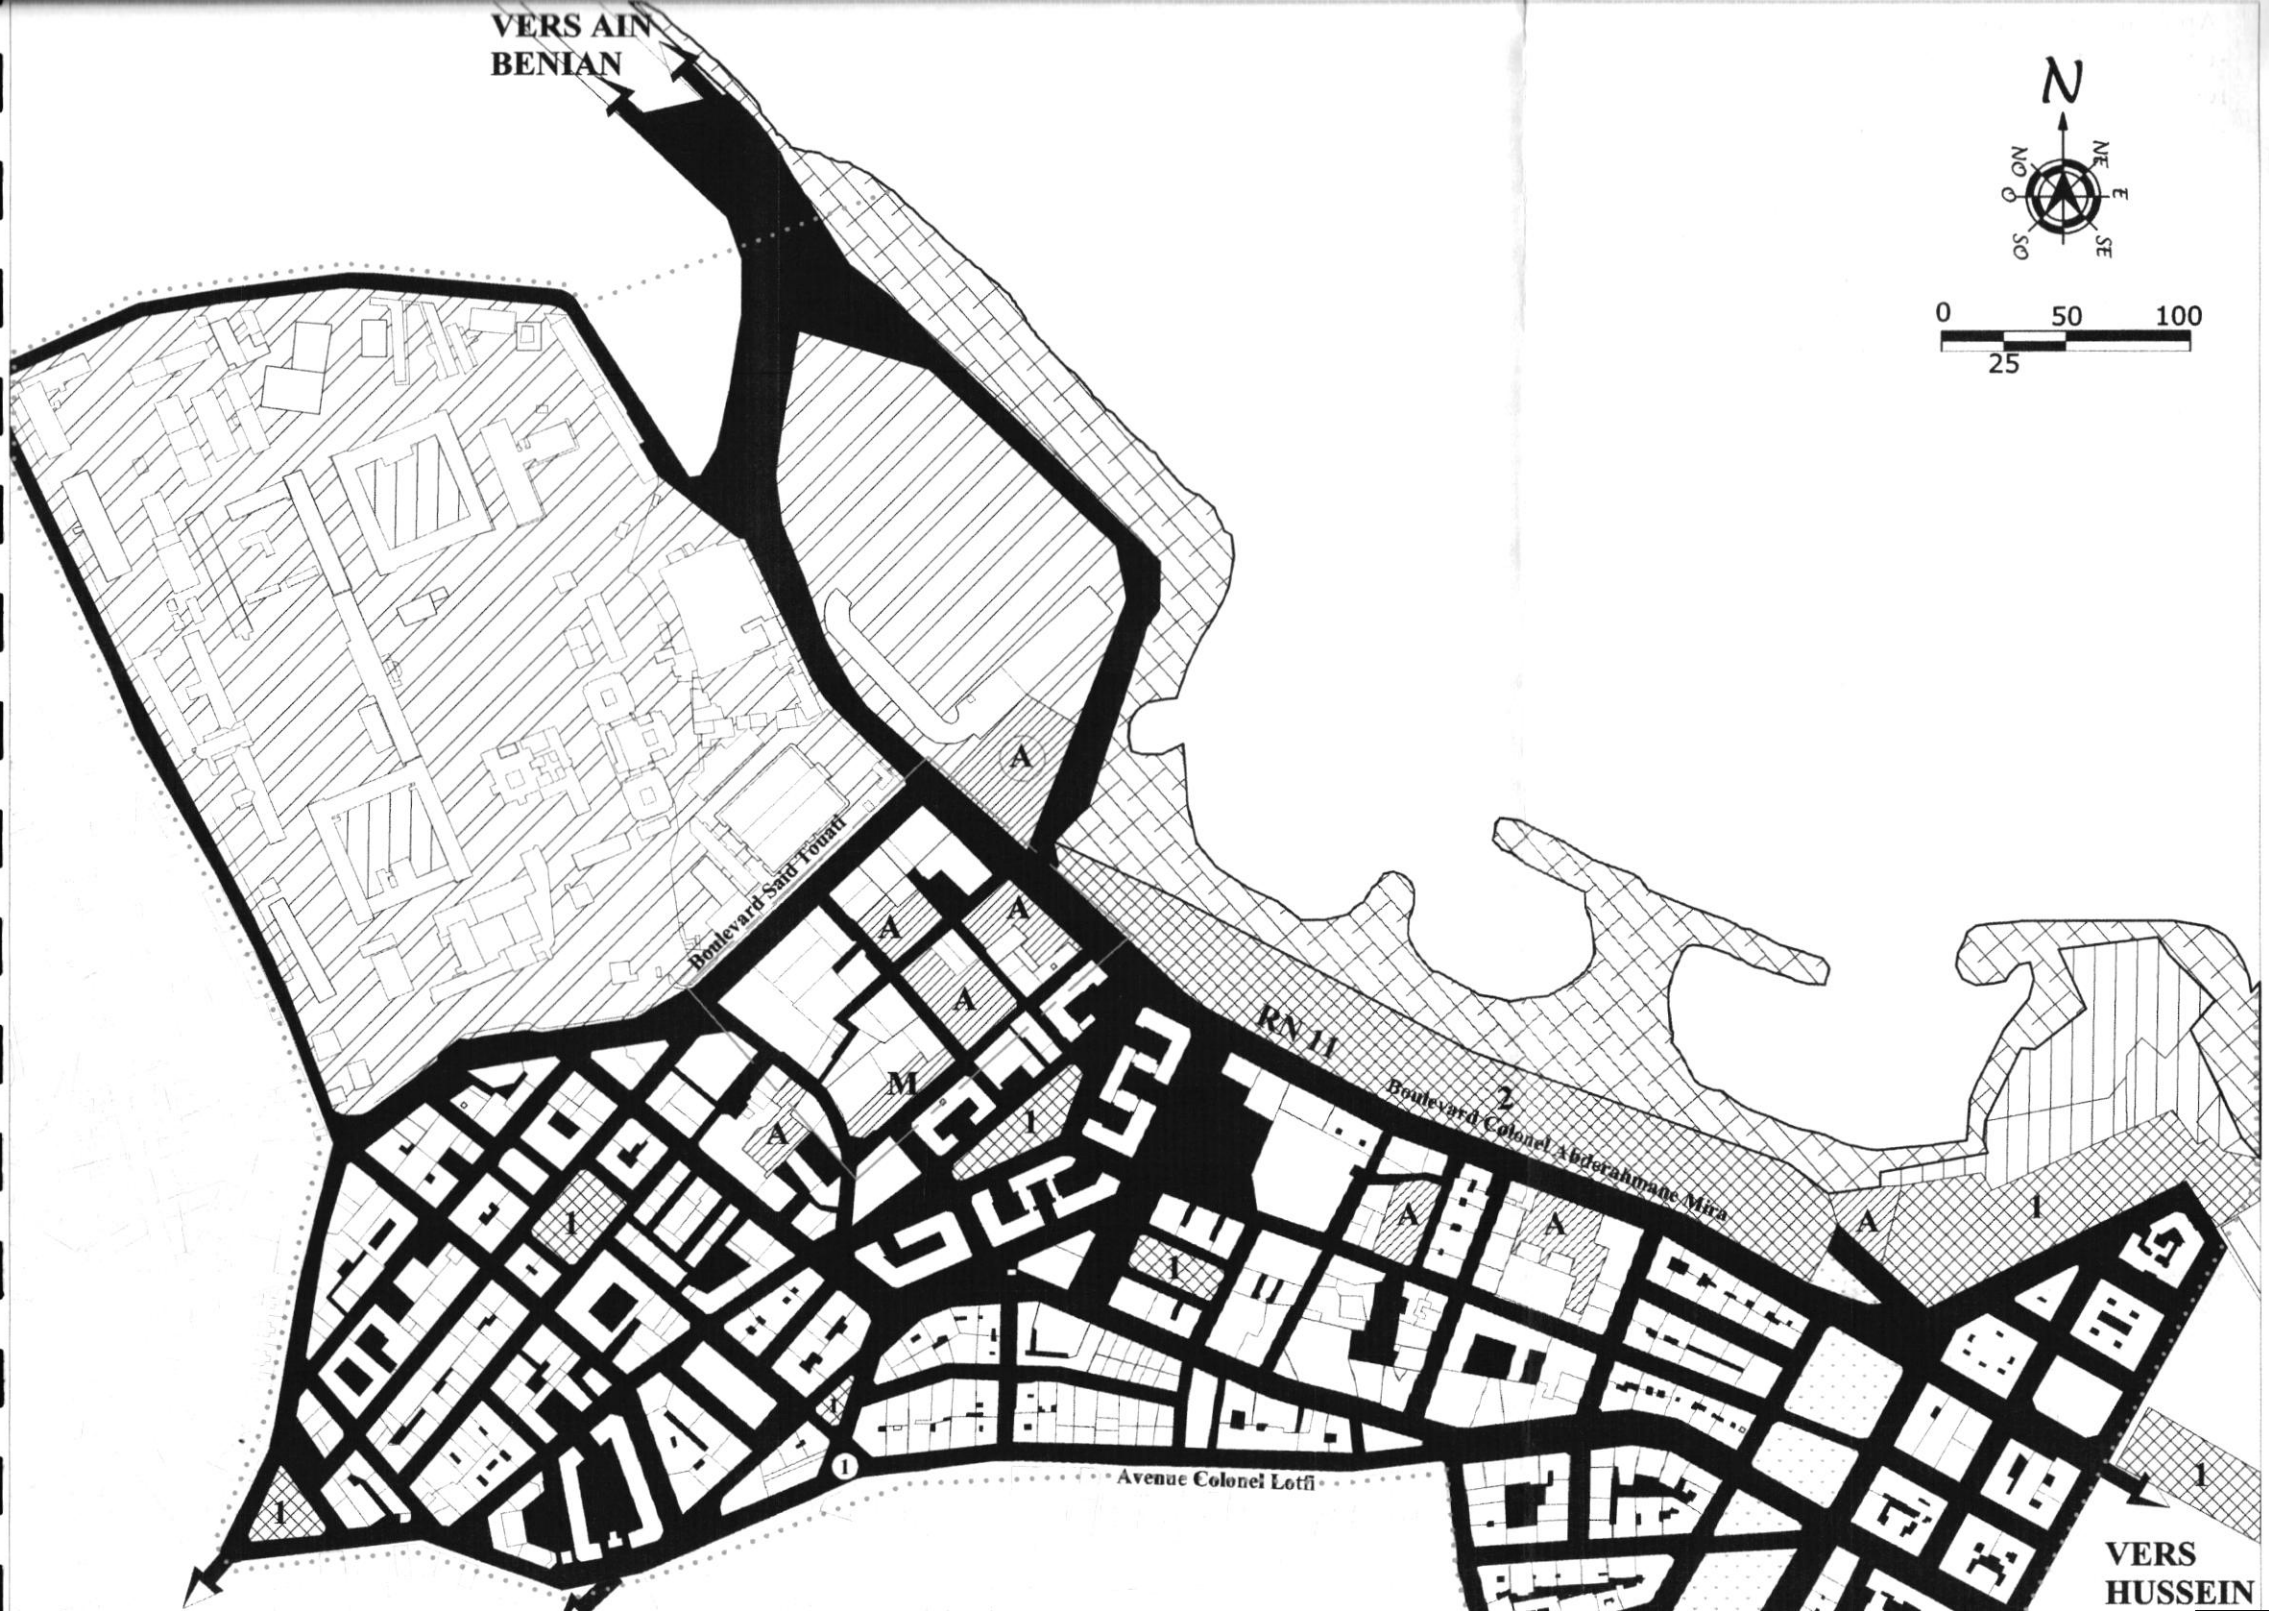 VERS AIN
BENIAN
N
NO
NE
O
E
SO
SE
0
50
100
25
A
Boulevard Said Touati
A
A
A
M
A
1
1
RN 11
2
Boulevard Colonel Abderahmane Mira
A
A
A
1
1
1
1
Avenue Colonel Lotfi
1
1
VERS
HUSSEIN